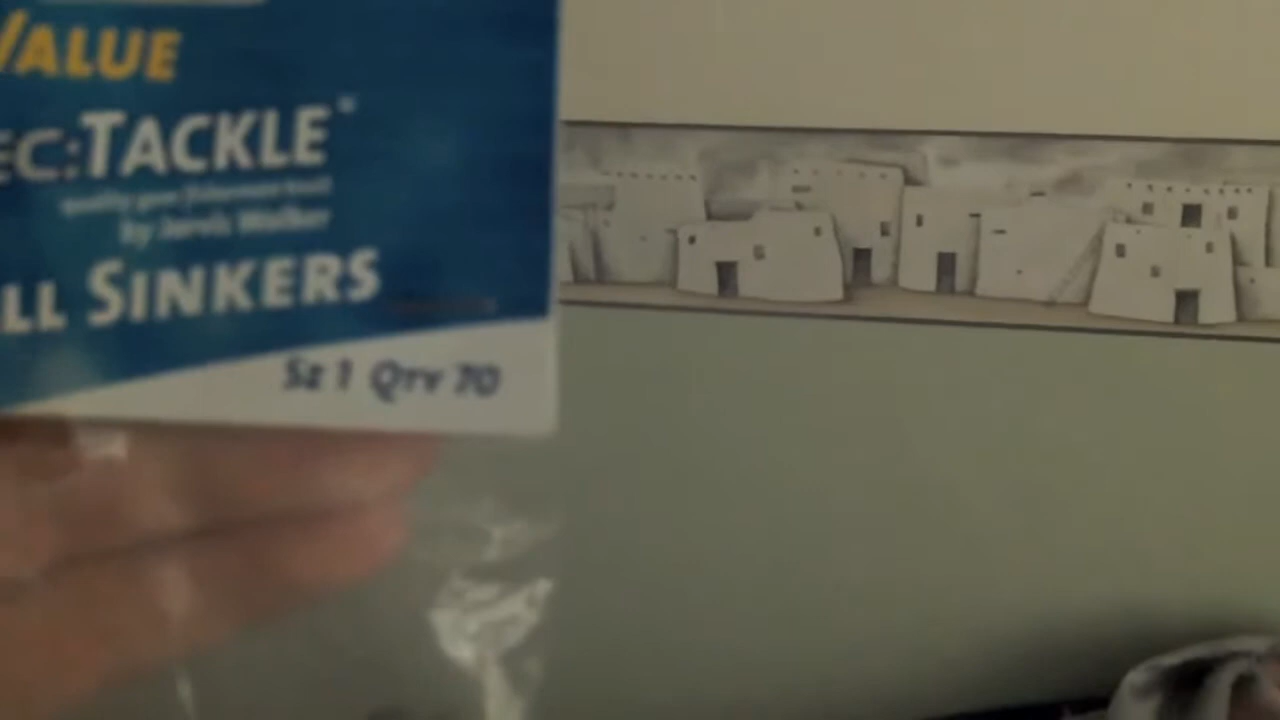 VALUE
EC:TACKLE
by Jarvis Walker
LL SINKERS
Sz 1 QTY 70